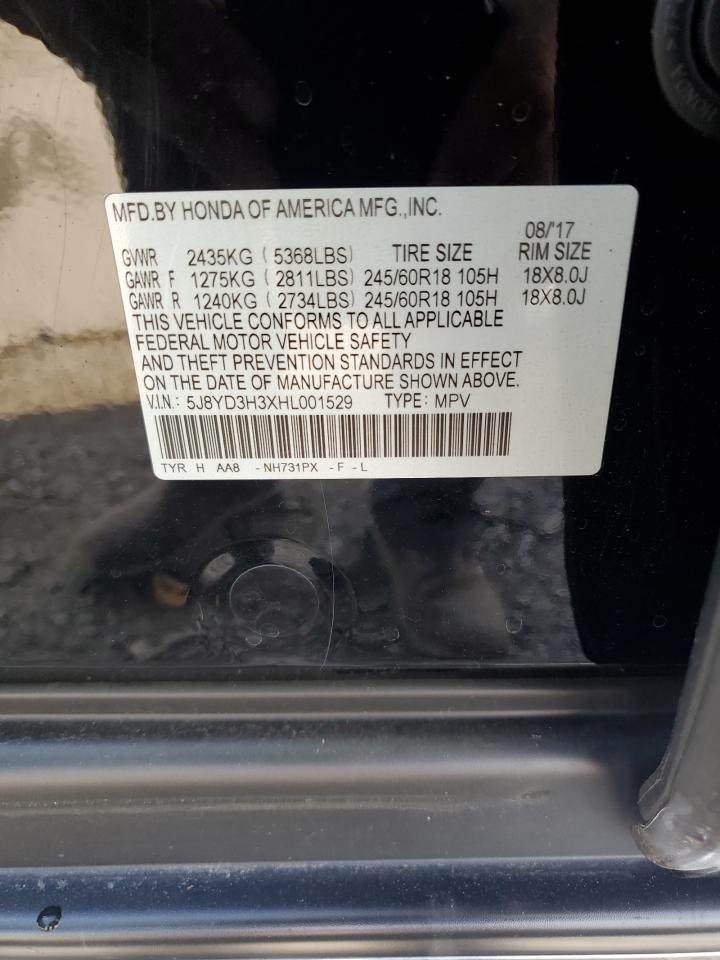 MFD.BY HONDA OF AMERICA MFG.,INC.
08/'17
GVWR 2435KG (5368LBS) TIRE SIZE RIM SIZE
GAWR F 1275KG (2811LBS) 245/60R18 105H 18X8.0J
GAWR R 1240KG (2734LBS) 245/60R18 105H 18X8.0J
THIS VEHICLE CONFORMS TO ALL APPLICABLE
FEDERAL MOTOR VEHICLE SAFETY
AND THEFT PREVENTION STANDARDS IN EFFECT
ON THE DATE OF MANUFACTURE SHOWN ABOVE.
V.I.N.: 5J8YD3H3XHL001529 TYPE: MPV
TYR H AA8 -NH731PX -F -L